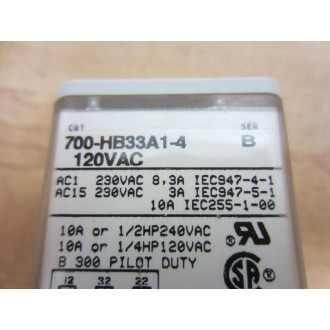 CAT SER
700-HB33A1-4 B
120VAC
AC1 230VAC 8,3A IEC947-4-1
AC15 230VAC 3A IEC947-5-1
10A IEC255-1-00
10A or 1/2HP240VAC
10A or 1/4HP120VAC
B 300 PILOT DUTY
12 32 22